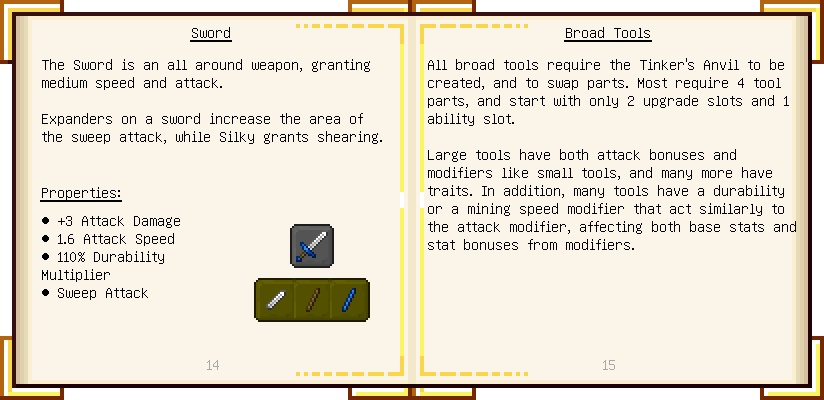 Sword
The Sword is an all around weapon, granting
medium speed and attack.
Expanders on a sword increase the area of
the sweep attack, while Silky grants shearing.
Properties:
● +3 Attack Damage
● 1.6 Attack Speed
● 110% Durability
Multiplier
● Sweep Attack
14
Broad Tools
All broad tools require the Tinker's Anvil to be
created, and to swap parts. Most require 4 tool
parts, and start with only 2 upgrade slots and 1
ability slot.
Large tools have both attack bonuses and
modifiers like small tools, and many more have
traits. In addition, many tools have a durability
or a mining speed modifier that act similarly to
the attack modifier, affecting both base stats and
stat bonuses from modifiers.
15